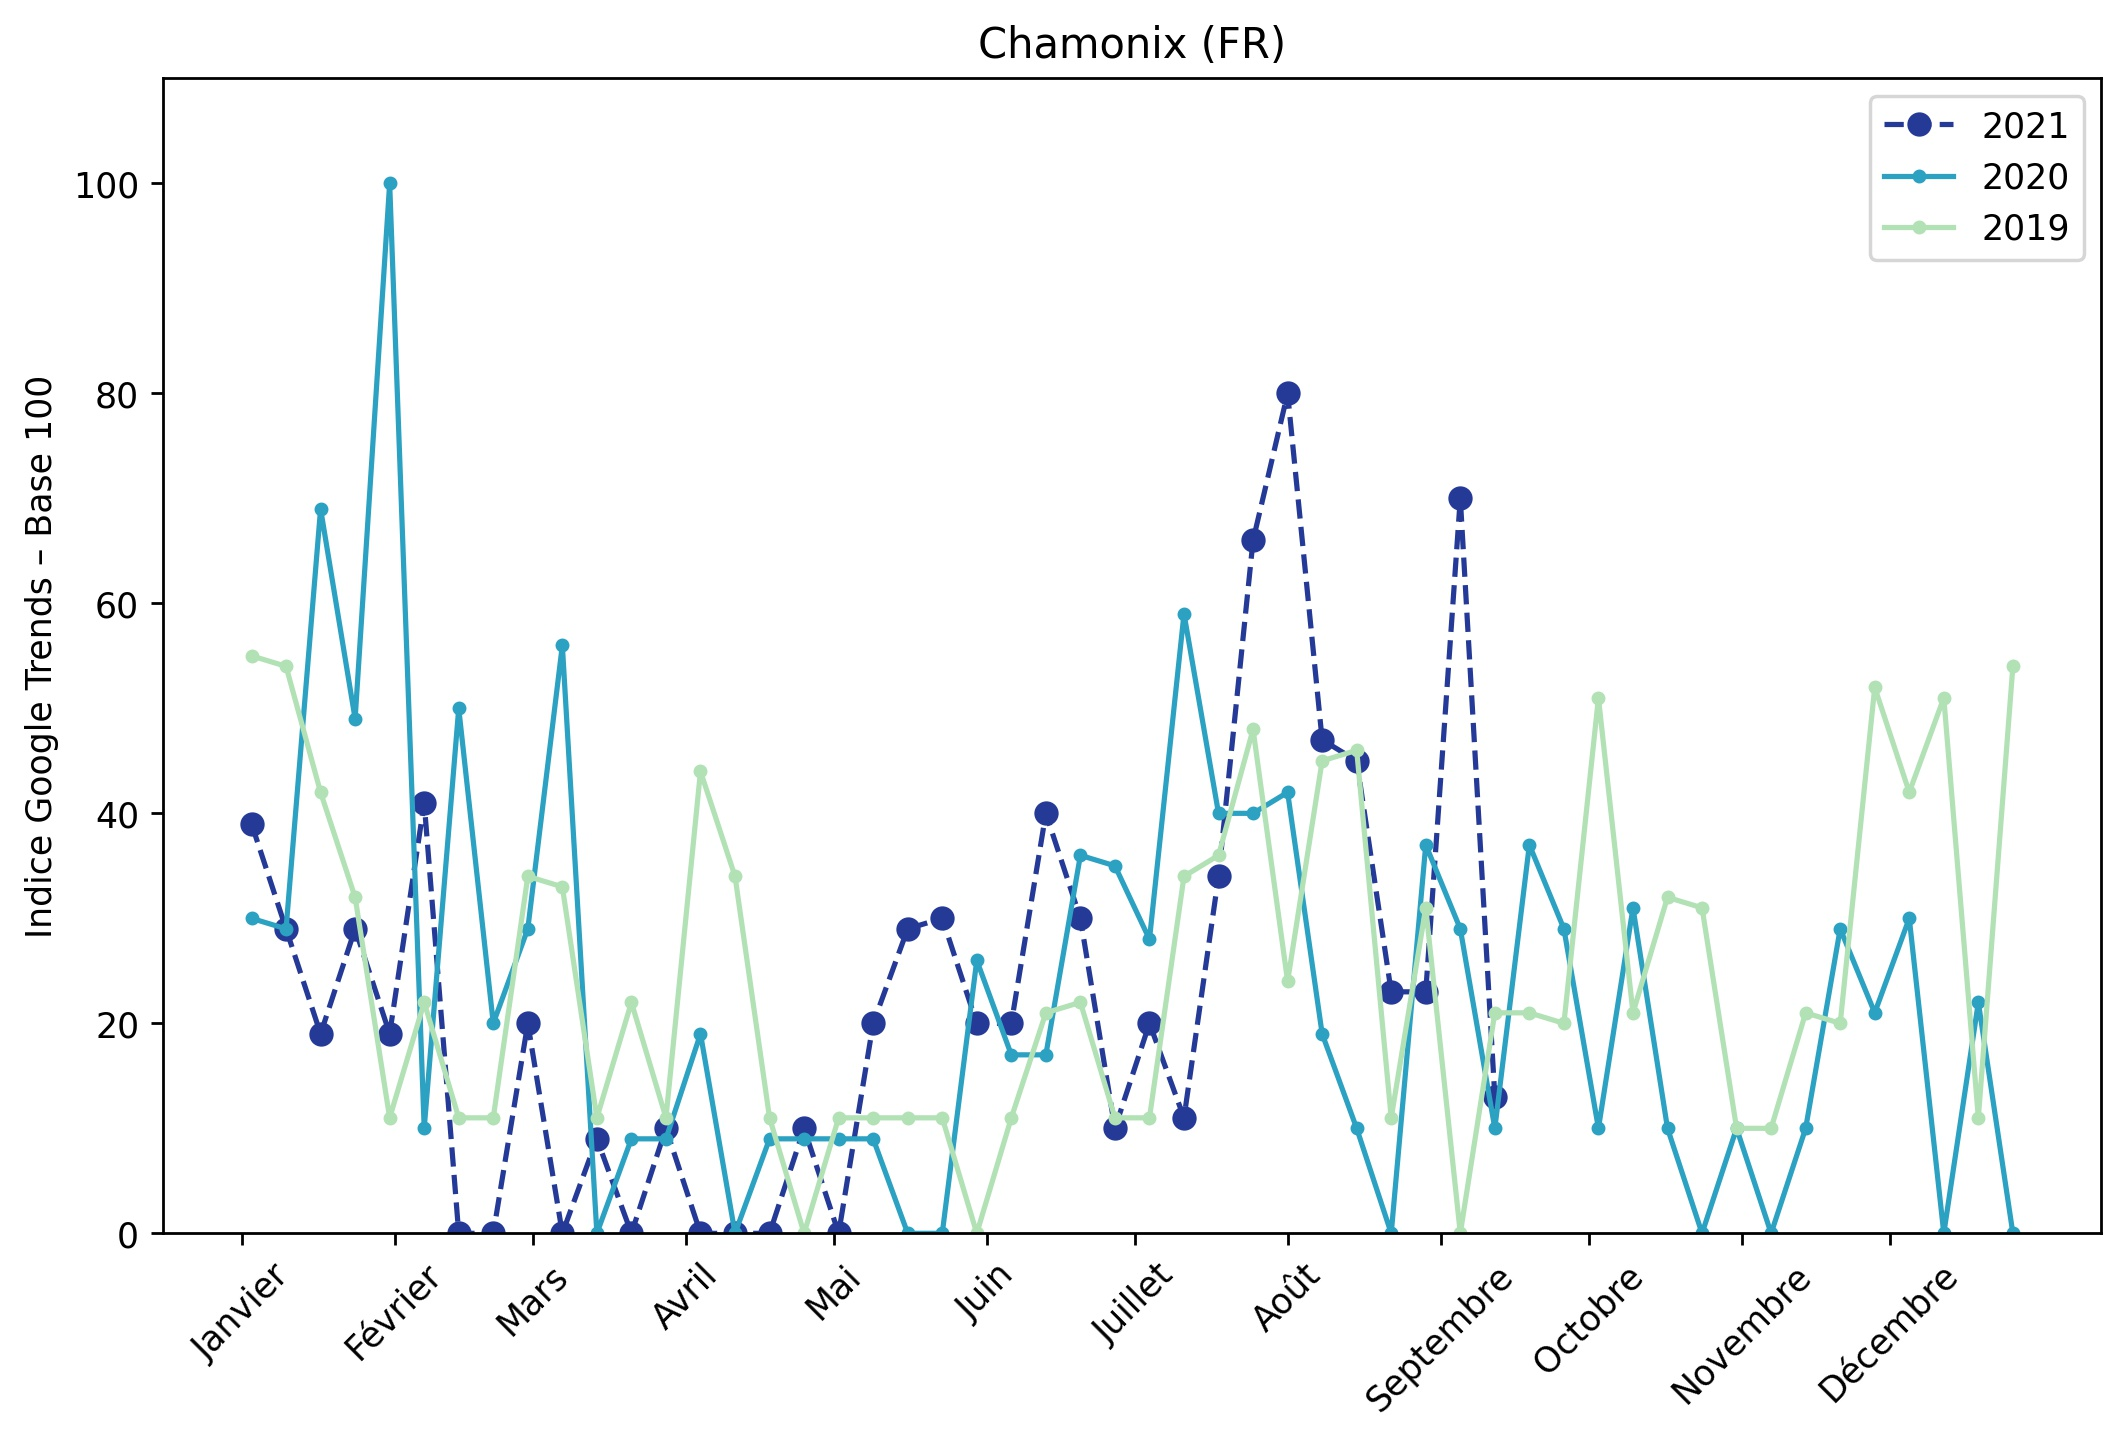 Chamonix (FR)
Indice Google Trends – Base 100
100
80
60
40
20
0
2021
2020
2019
Janvier
Février
Mars
Avril
Mai
Juin
Juillet
Août
Septembre
Octobre
Novembre
Décembre